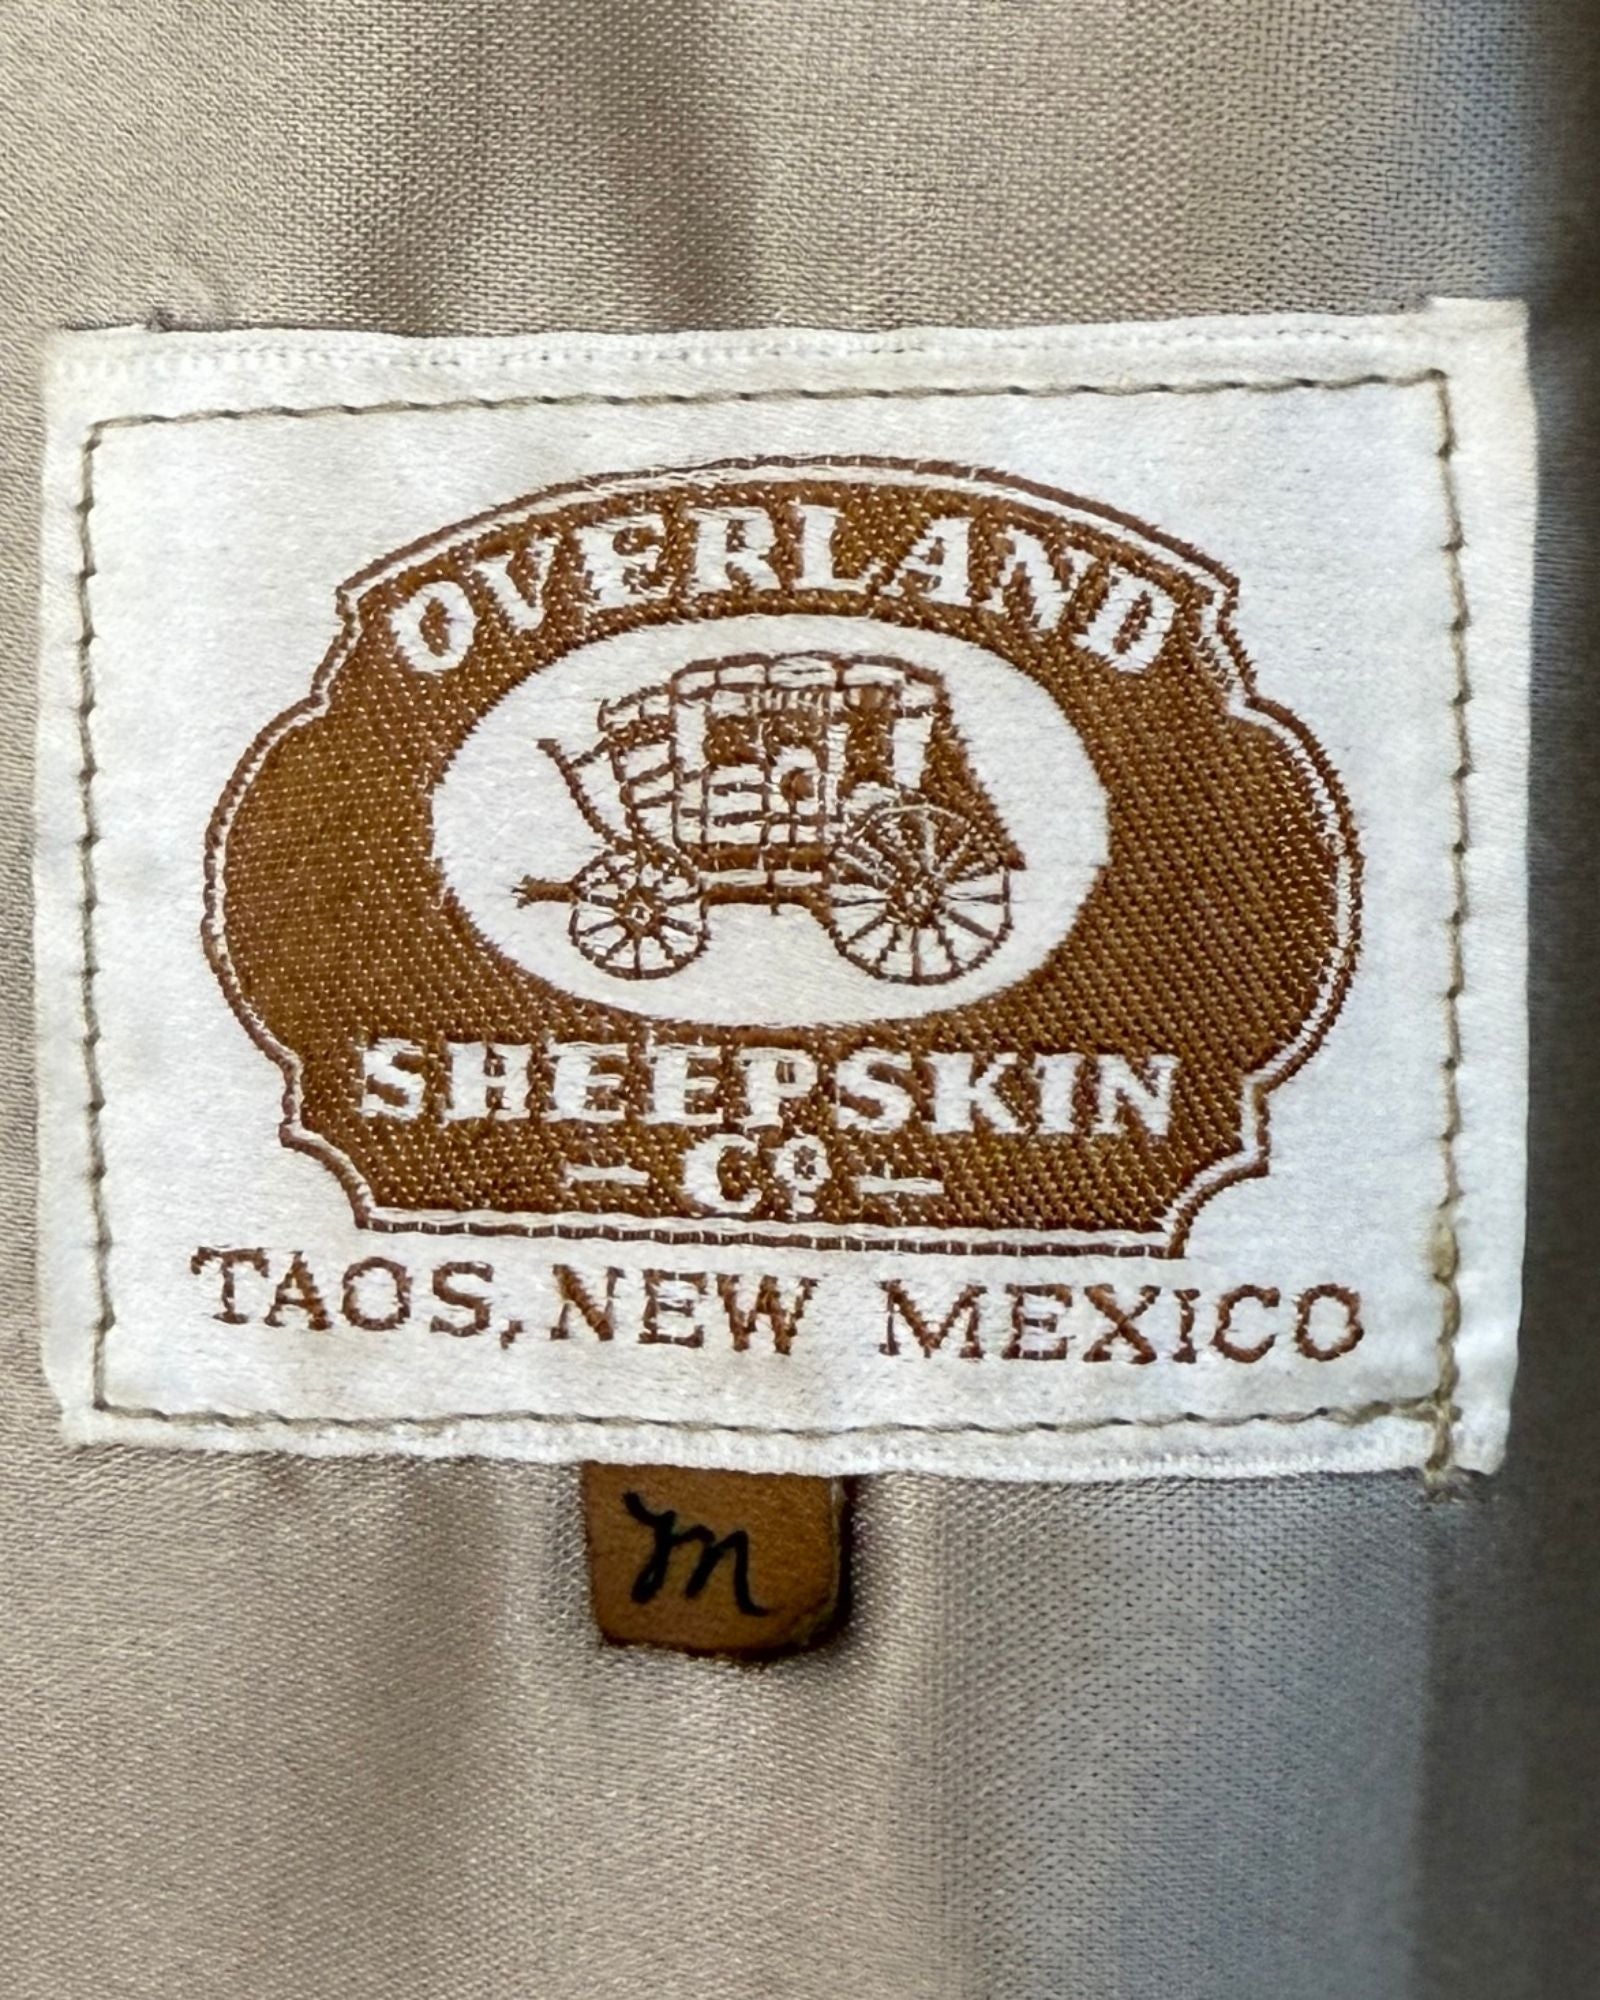 OVERLAND
SHEEPSKIN
— Cº —
TAOS, NEW MEXICO
m